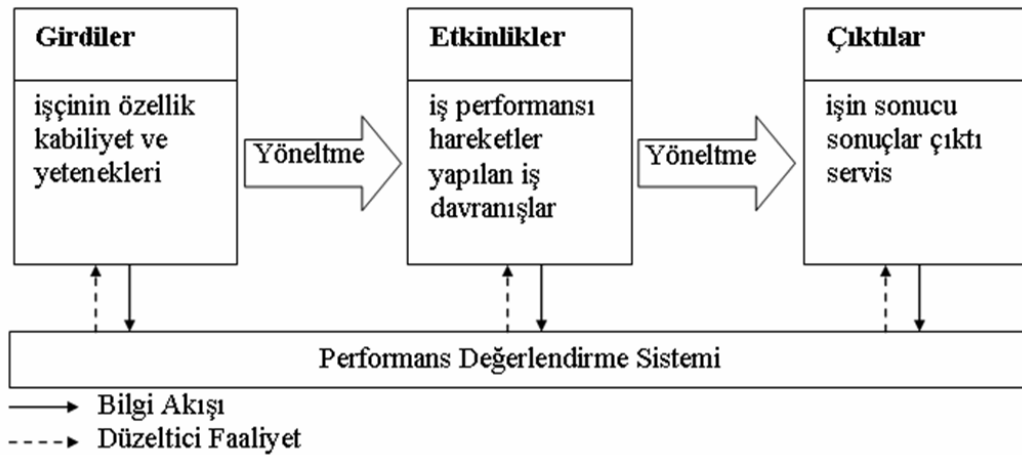 Girdiler
işçinin özellik
kabiliyet ve
yetenekleri
Yöneltme
Etkinlikler
iş performansı
hareketler
yapılan iş
davranışlar
Yöneltme
Çıktılar
işin sonucu
sonuçlar çıktı
servis
Performans Değerlendirme Sistemi
Bilgi Akışı
Düzeltici Faaliyet